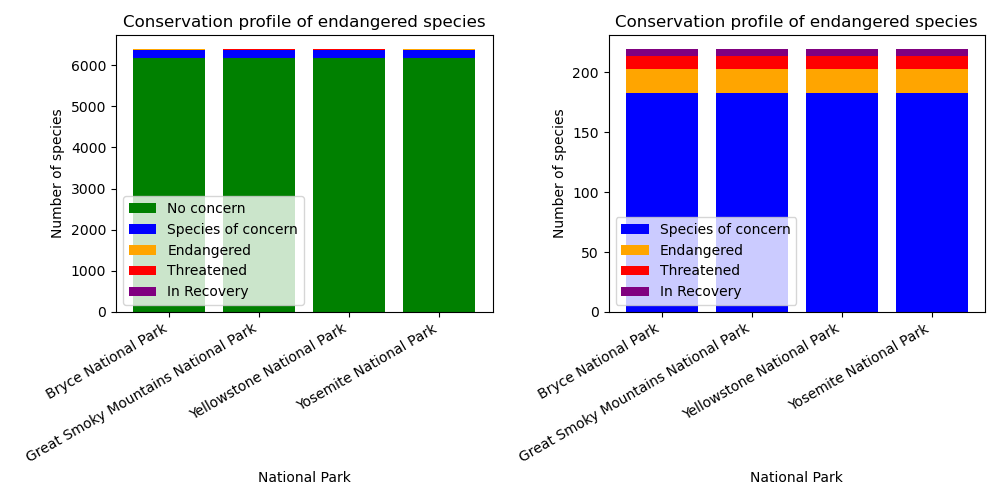 Conservation profile of endangered species
Number of species
6000
5000
4000
3000
2000
1000
0
No concern
Species of concern
Endangered
Threatened
In Recovery
Bryce National Park
Great Smoky Mountains National Park
Yellowstone National Park
Yosemite National Park
National Park
Conservation profile of endangered species
Number of species
200
150
100
50
0
Species of concern
Endangered
Threatened
In Recovery
Bryce National Park
Great Smoky Mountains National Park
Yellowstone National Park
Yosemite National Park
National Park